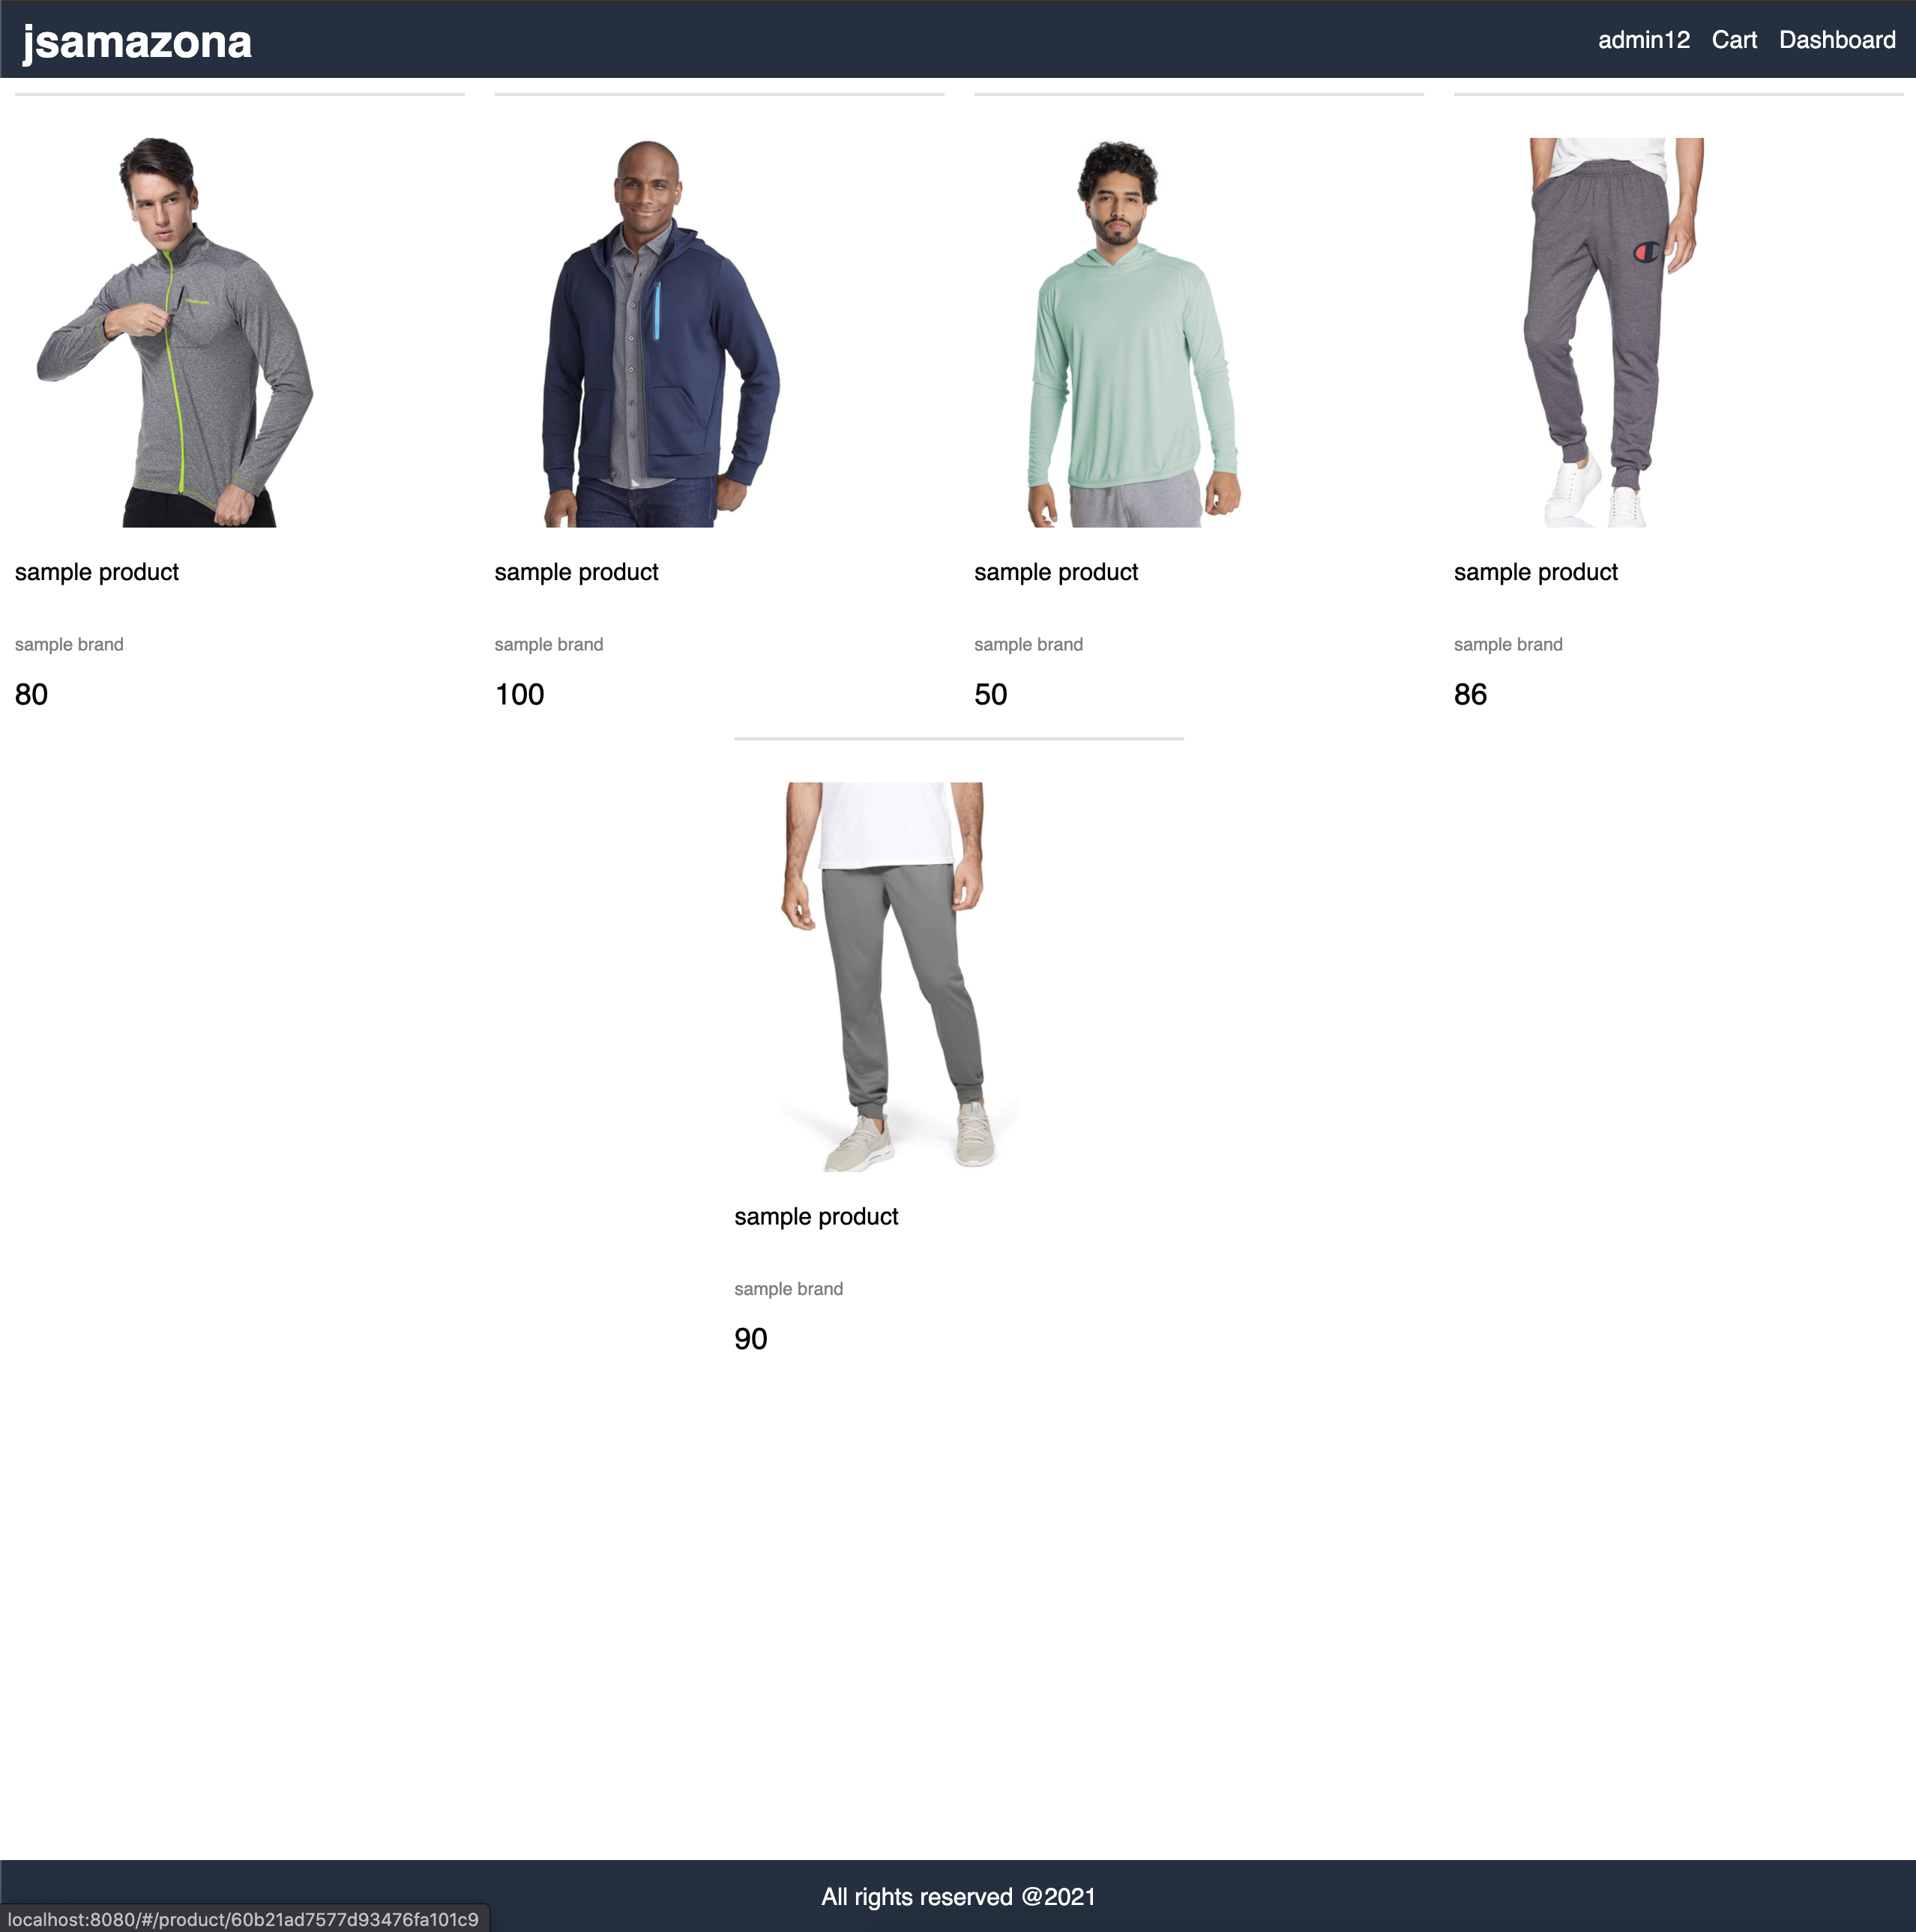 jsamazona
admin12 Cart Dashboard
sample product
sample brand
80
sample product
sample brand
100
sample product
sample brand
50
sample product
sample brand
86
sample product
sample brand
90
All rights reserved @2021
localhost:8080/#/product/60b21ad7577d93476fa101c9